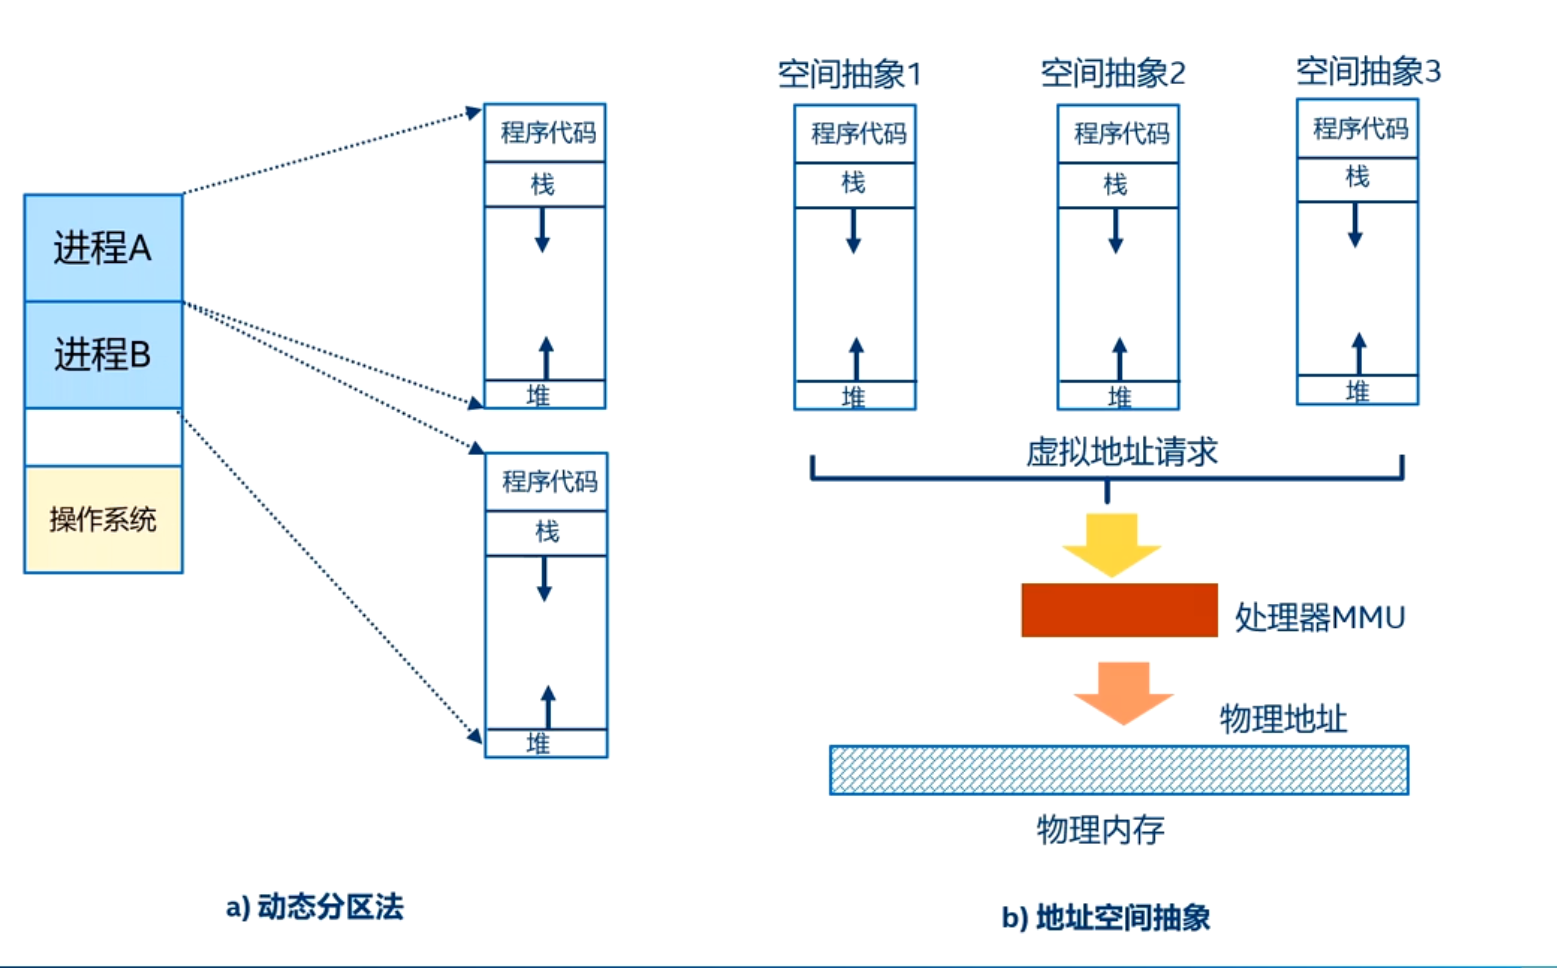 进程A
进程B
操作系统
程序代码
栈
堆
程序代码
栈
堆
a) 动态分区法
空间抽象1
空间抽象2
空间抽象3
程序代码
程序代码
程序代码
栈
栈
栈
堆
堆
堆
虚拟地址请求
处理器MMU
物理地址
物理内存
b) 地址空间抽象